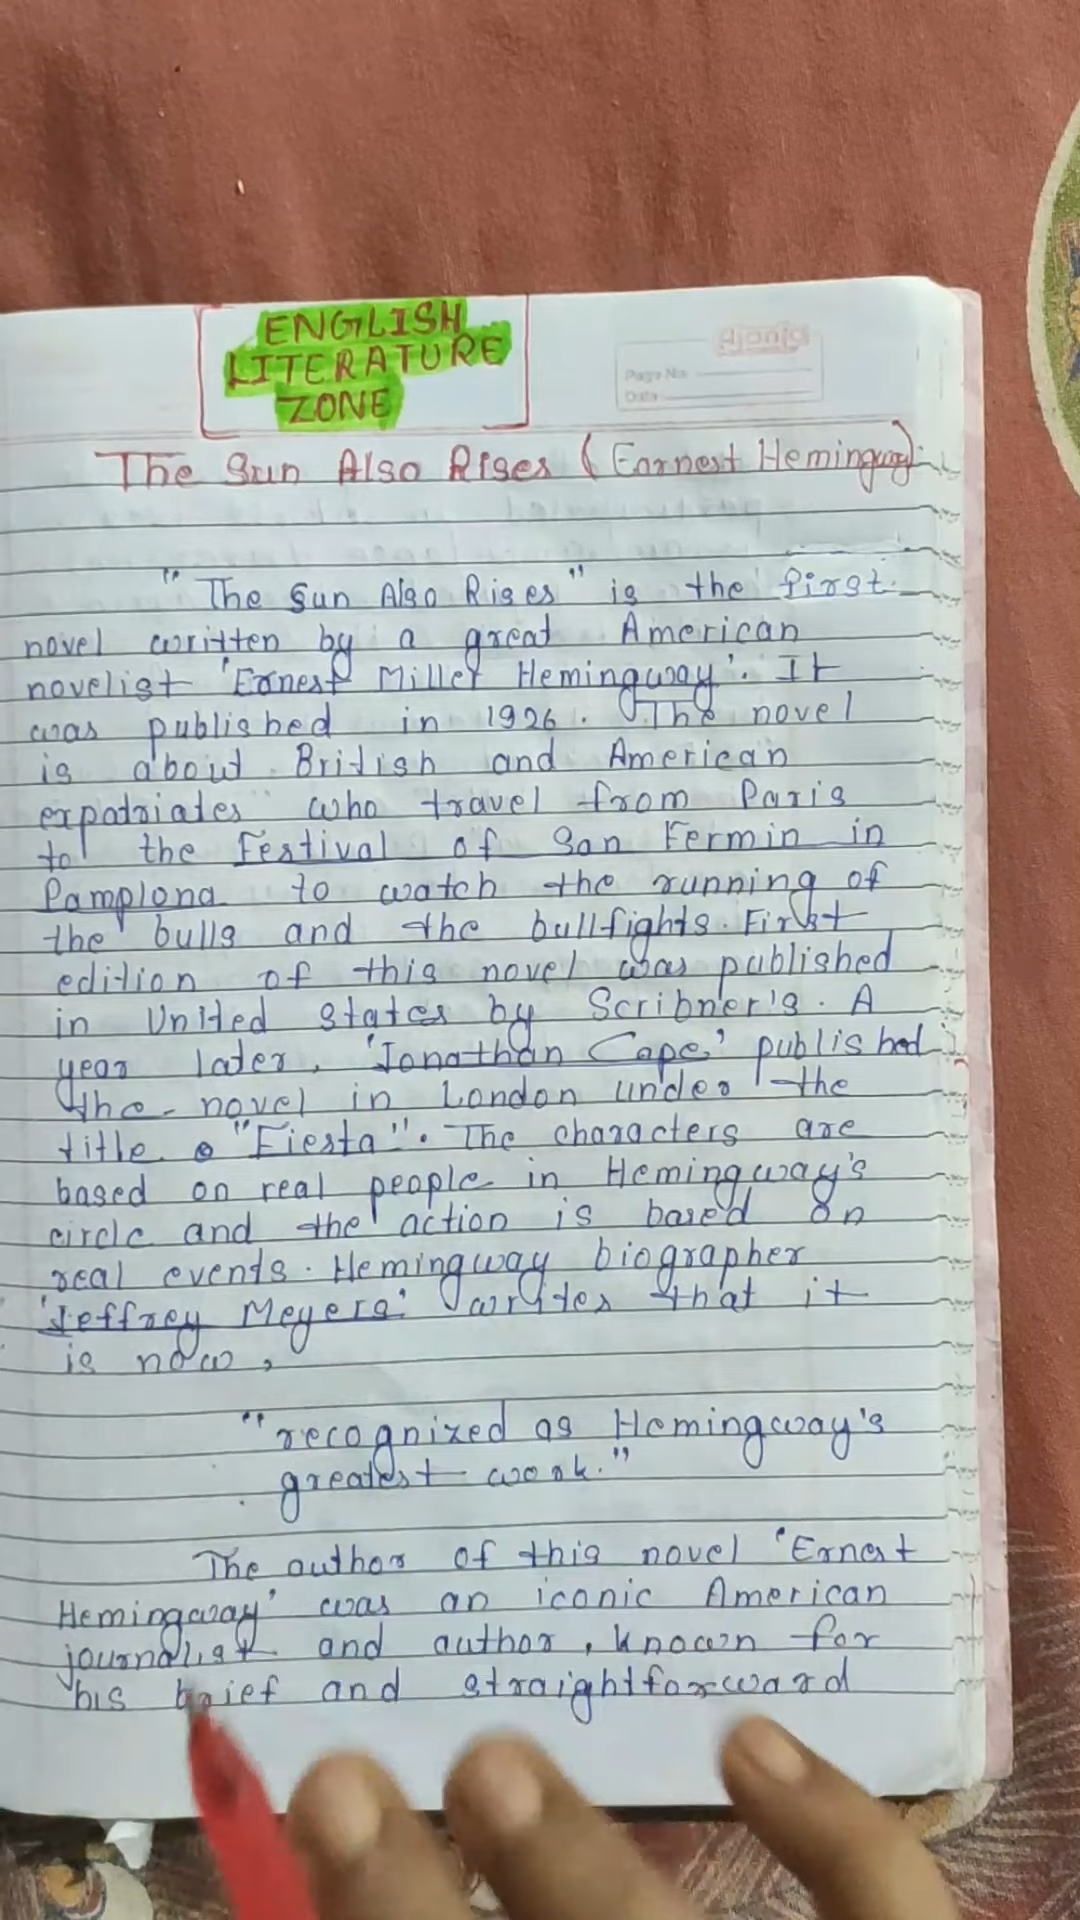 ENGLISH
LITERATURE
ZONE
Ajanta
Page No.
Date
The Sun Also Rises (Earnest Hemingway)
"The Sun Also Rises" is the first
novel written by a great American
novelist 'Ernest Miller Hemingway'. It
was published in 1926. The novel
is about British and American
expatriates who travel from Paris
to the Festival of San Fermin in
Pamplona to watch the running of
the bulls and the bullfights. First
edition of this novel was published
in United States by Scribner's. A
year later, 'Jonathan Cape' published
the novel in London under the
title "Fiesta". The characters are
based on real people in Hemingway's
circle and the action is based on
real events. Hemingway biographer
'Jeffrey Meyers' writes that it
is now,
"recognized as Hemingway's
greatest work."
The author of this novel 'Ernest
Hemingway' was an iconic American
journalist and author, known for
his brief and straightforward